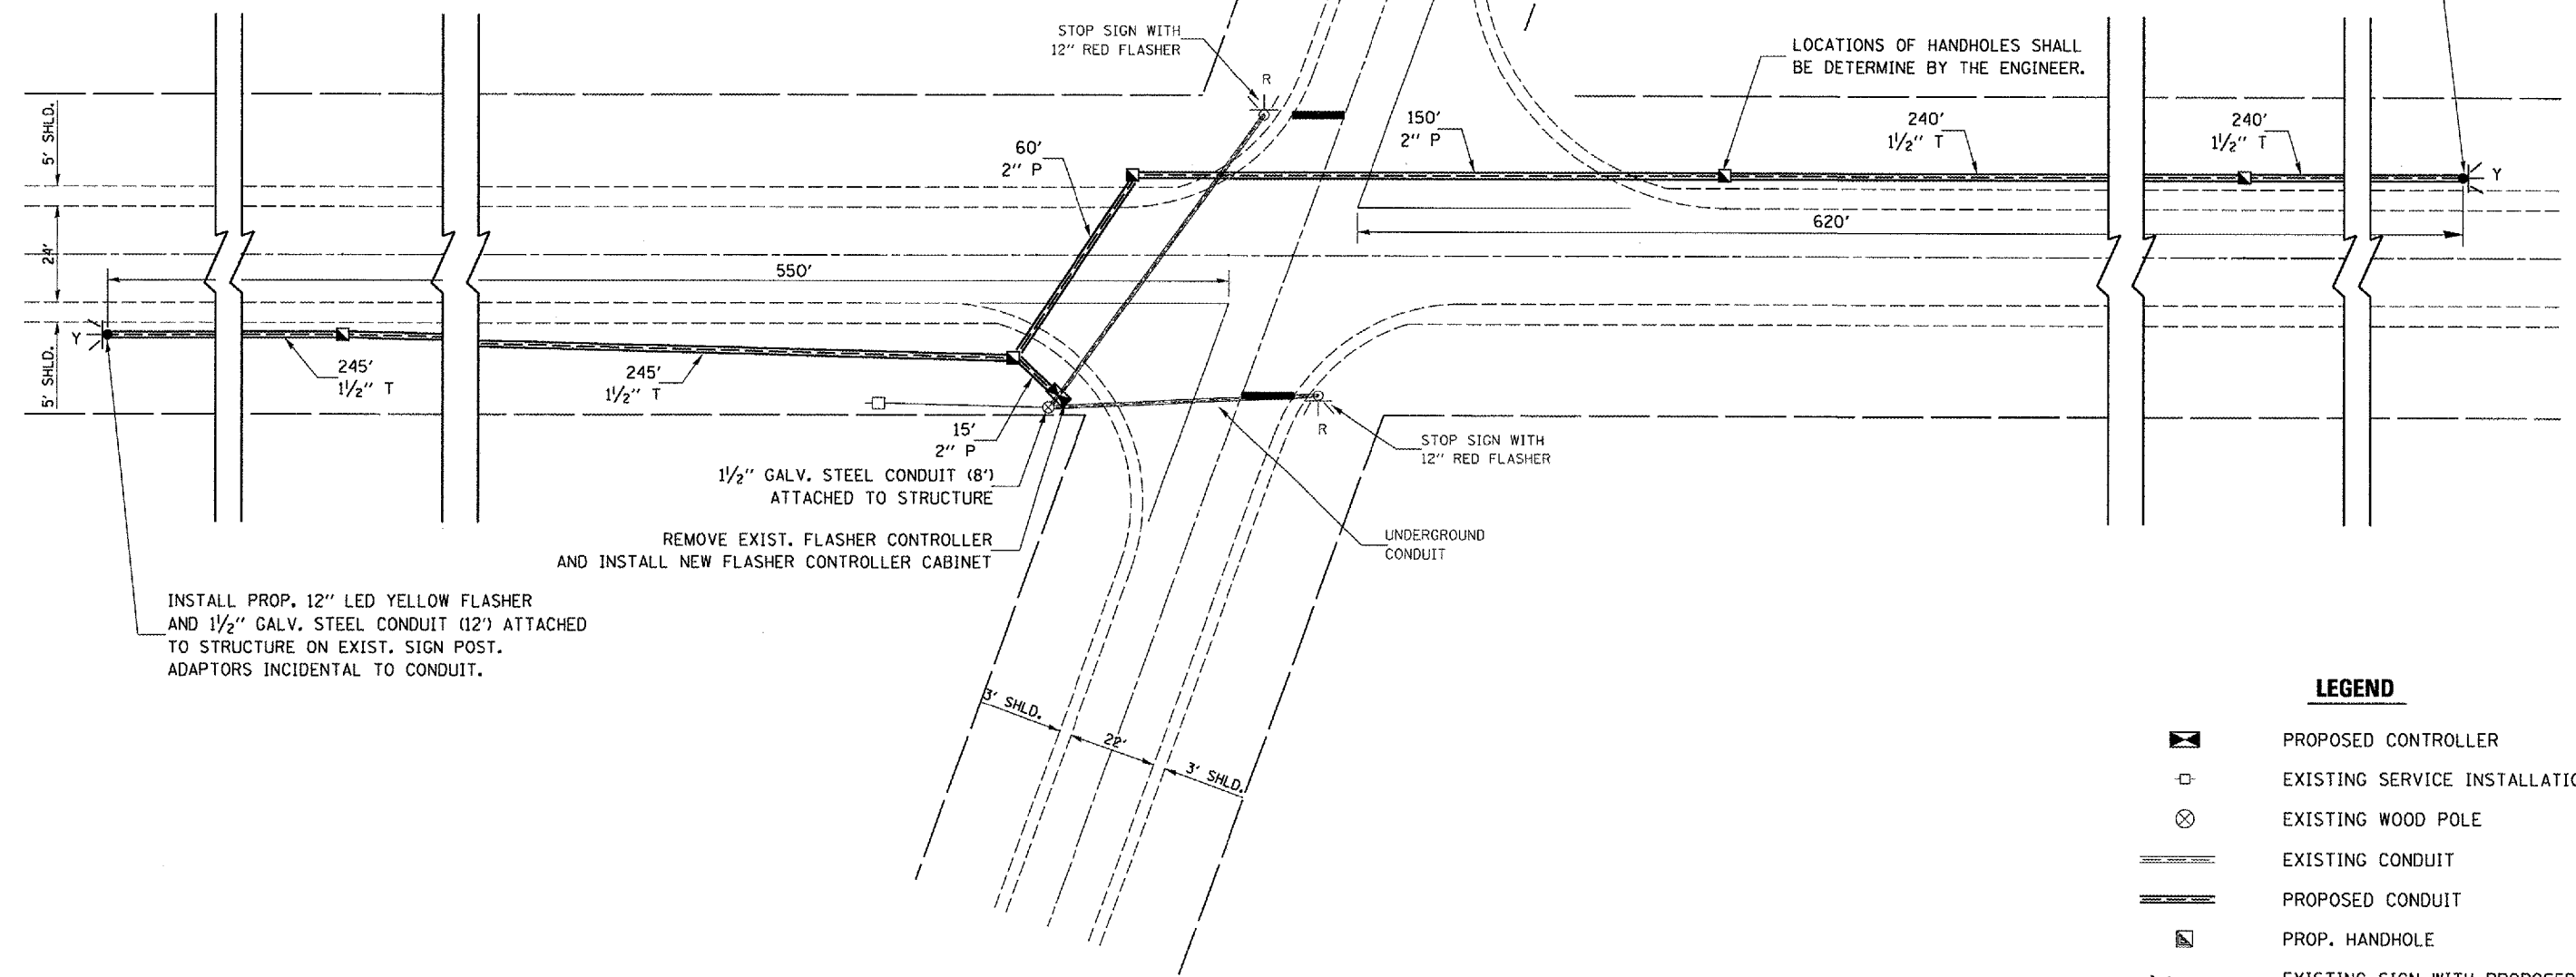 STOP SIGN WITH
12" RED FLASHER
R
LOCATIONS OF HANDHOLES SHALL
BE DETERMINE BY THE ENGINEER.
5' SHLD.
24'
5' SHLD.
60'
2" P
150'
2" P
240'
1½" T
240'
1½" T
Y
620'
550'
Y
245'
1½" T
245'
1½" T
15'
2" P
1½" GALV. STEEL CONDUIT (8')
ATTACHED TO STRUCTURE
REMOVE EXIST. FLASHER CONTROLLER
AND INSTALL NEW FLASHER CONTROLLER CABINET
R
STOP SIGN WITH
12" RED FLASHER
UNDERGROUND
CONDUIT
INSTALL PROP. 12" LED YELLOW FLASHER
AND 1½" GALV. STEEL CONDUIT (12') ATTACHED
TO STRUCTURE ON EXIST. SIGN POST.
ADAPTORS INCIDENTAL TO CONDUIT.
3' SHLD.
22'
3' SHLD.
LEGEND
PROPOSED CONTROLLER
EXISTING SERVICE
EXISTING WOOD POLE
EXISTING CONDUIT
PROPOSED CONDUIT
PROP. HANDHOLE
EXISTING SIGN WITH PROPOSED